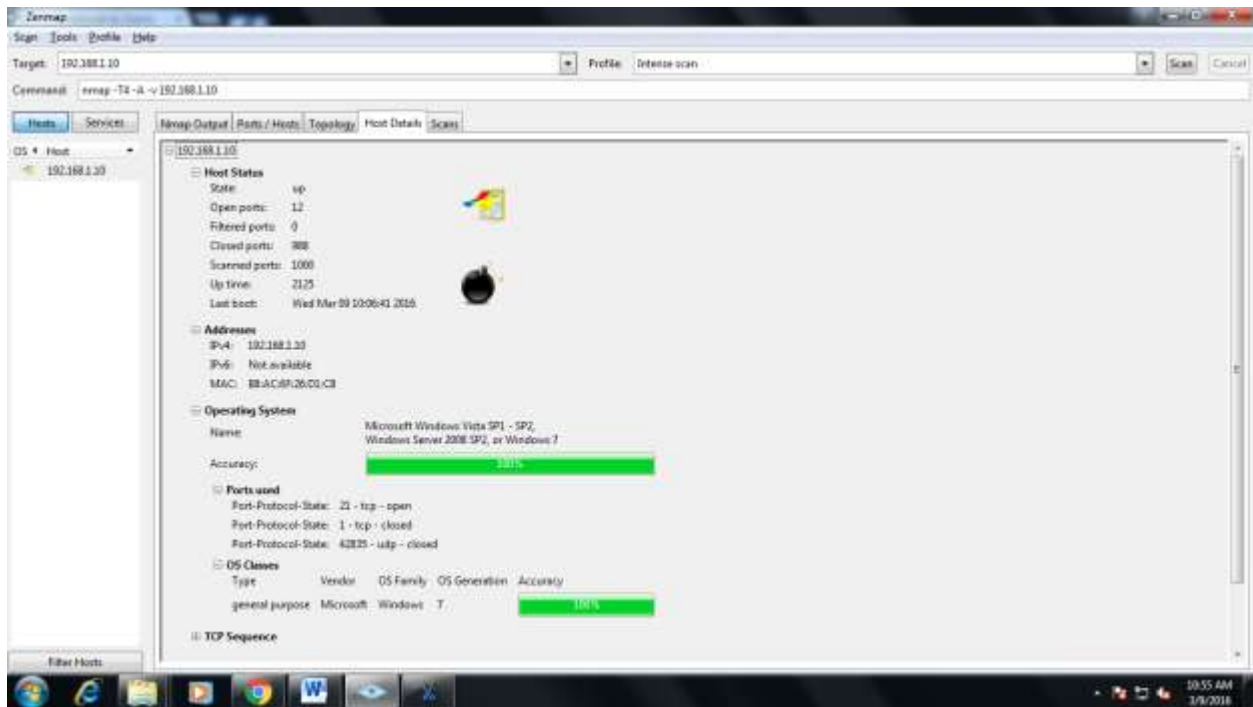 Zenmap
Scan Tools Profile Help
Target: 192.168.1.10 Profile: Intense scan Scan Cancel
Command: nmap -T4 -A -v 192.168.1.10
Hosts Services Nmap Output Ports / Hosts Topology Host Details Scans
OS Host
192.168.1.10
192.168.1.10
Host Status
State: up
Open ports: 12
Filtered ports: 0
Closed ports: 988
Scanned ports: 1000
Up time: 2125
Last boot: Wed Mar 09 10:06:41 2016
Addresses
IPv4: 192.168.1.10
IPv6: Not available
MAC:
Operating System
Name: Microsoft Windows Vista SP1 - SP2,
Windows Server 2008 SP2, or Windows 7
Accuracy: 100%
Ports used
Port-Protocol-State: 21 - tcp - open
Port-Protocol-State: 1 - tcp - closed
Port-Protocol-State: - udp - closed
OS Classes
Type Vendor OS Family OS Generation Accuracy
general purpose Microsoft Windows 7 100%
TCP Sequence
Filter Hosts
10:55 AM
3/9/2016